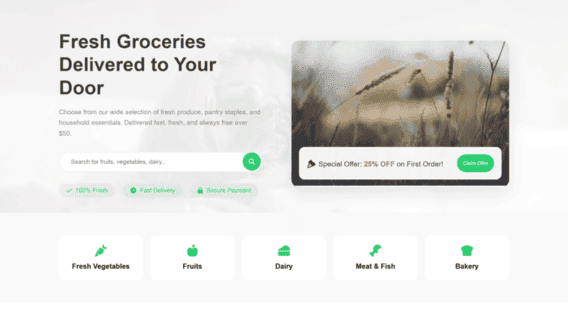 Fresh Groceries
Delivered to Your
Door
Choose from our wide selection of fresh produce, pantry staples, and
household essentials. Delivered fast, fresh, and always free over
$50.
Search for fruits, vegetables, dairy...
100% Fresh
Fast Delivery
Secure Payment
Special Offer: 25% OFF on First Order!
Claim Offer
Fresh Vegetables
Fruits
Dairy
Meat & Fish
Bakery